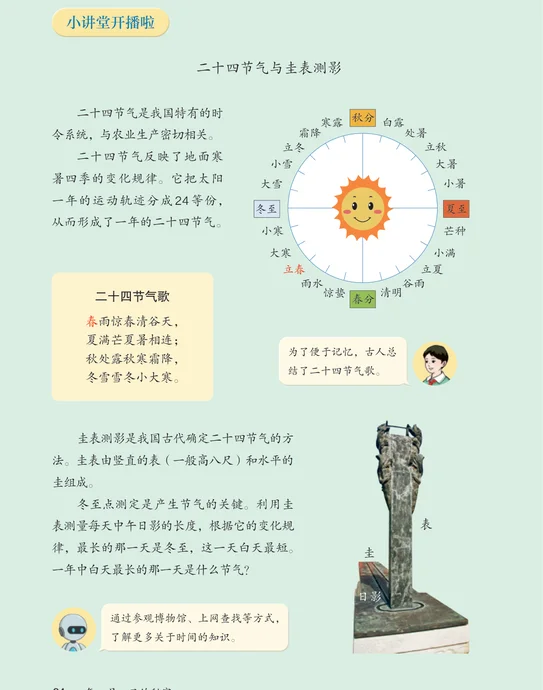 小讲堂开播啦
二十四节气与圭表测影
二十四节气是我国特有的时
令系统，与农业生产密切相关。
二十四节气反映了地面寒
暑四季的变化规律。它把太阳
一年的运动轨迹分成24等份，
从而形成了一年的二十四节气。
秋分
寒露
白露
霜降
处暑
立冬
立秋
小雪
大暑
大雪
小暑
冬至
夏至
小寒
芒种
大寒
小满
立春
立夏
雨水
谷雨
惊蛰
清明
春分
二十四节气歌
春雨惊春清谷天，
夏满芒夏暑相连；
秋处露秋寒霜降，
冬雪雪冬小大寒。
为了便于记忆，古人总
结了二十四节气歌。
圭表测影是我国古代确定二十四节气的方
法。圭表由竖直的表（一般高八尺）和水平的
圭组成。
冬至点测定是产生节气的关键。利用圭
表测量每天中午日影的长度，根据它的变化规
律，最长的那一天是冬至，这一天白天最短。
一年中白天最长的那一天是什么节气？
表
圭
日影
通过参观博物馆、上网查找等方式，
了解更多关于时间的知识。